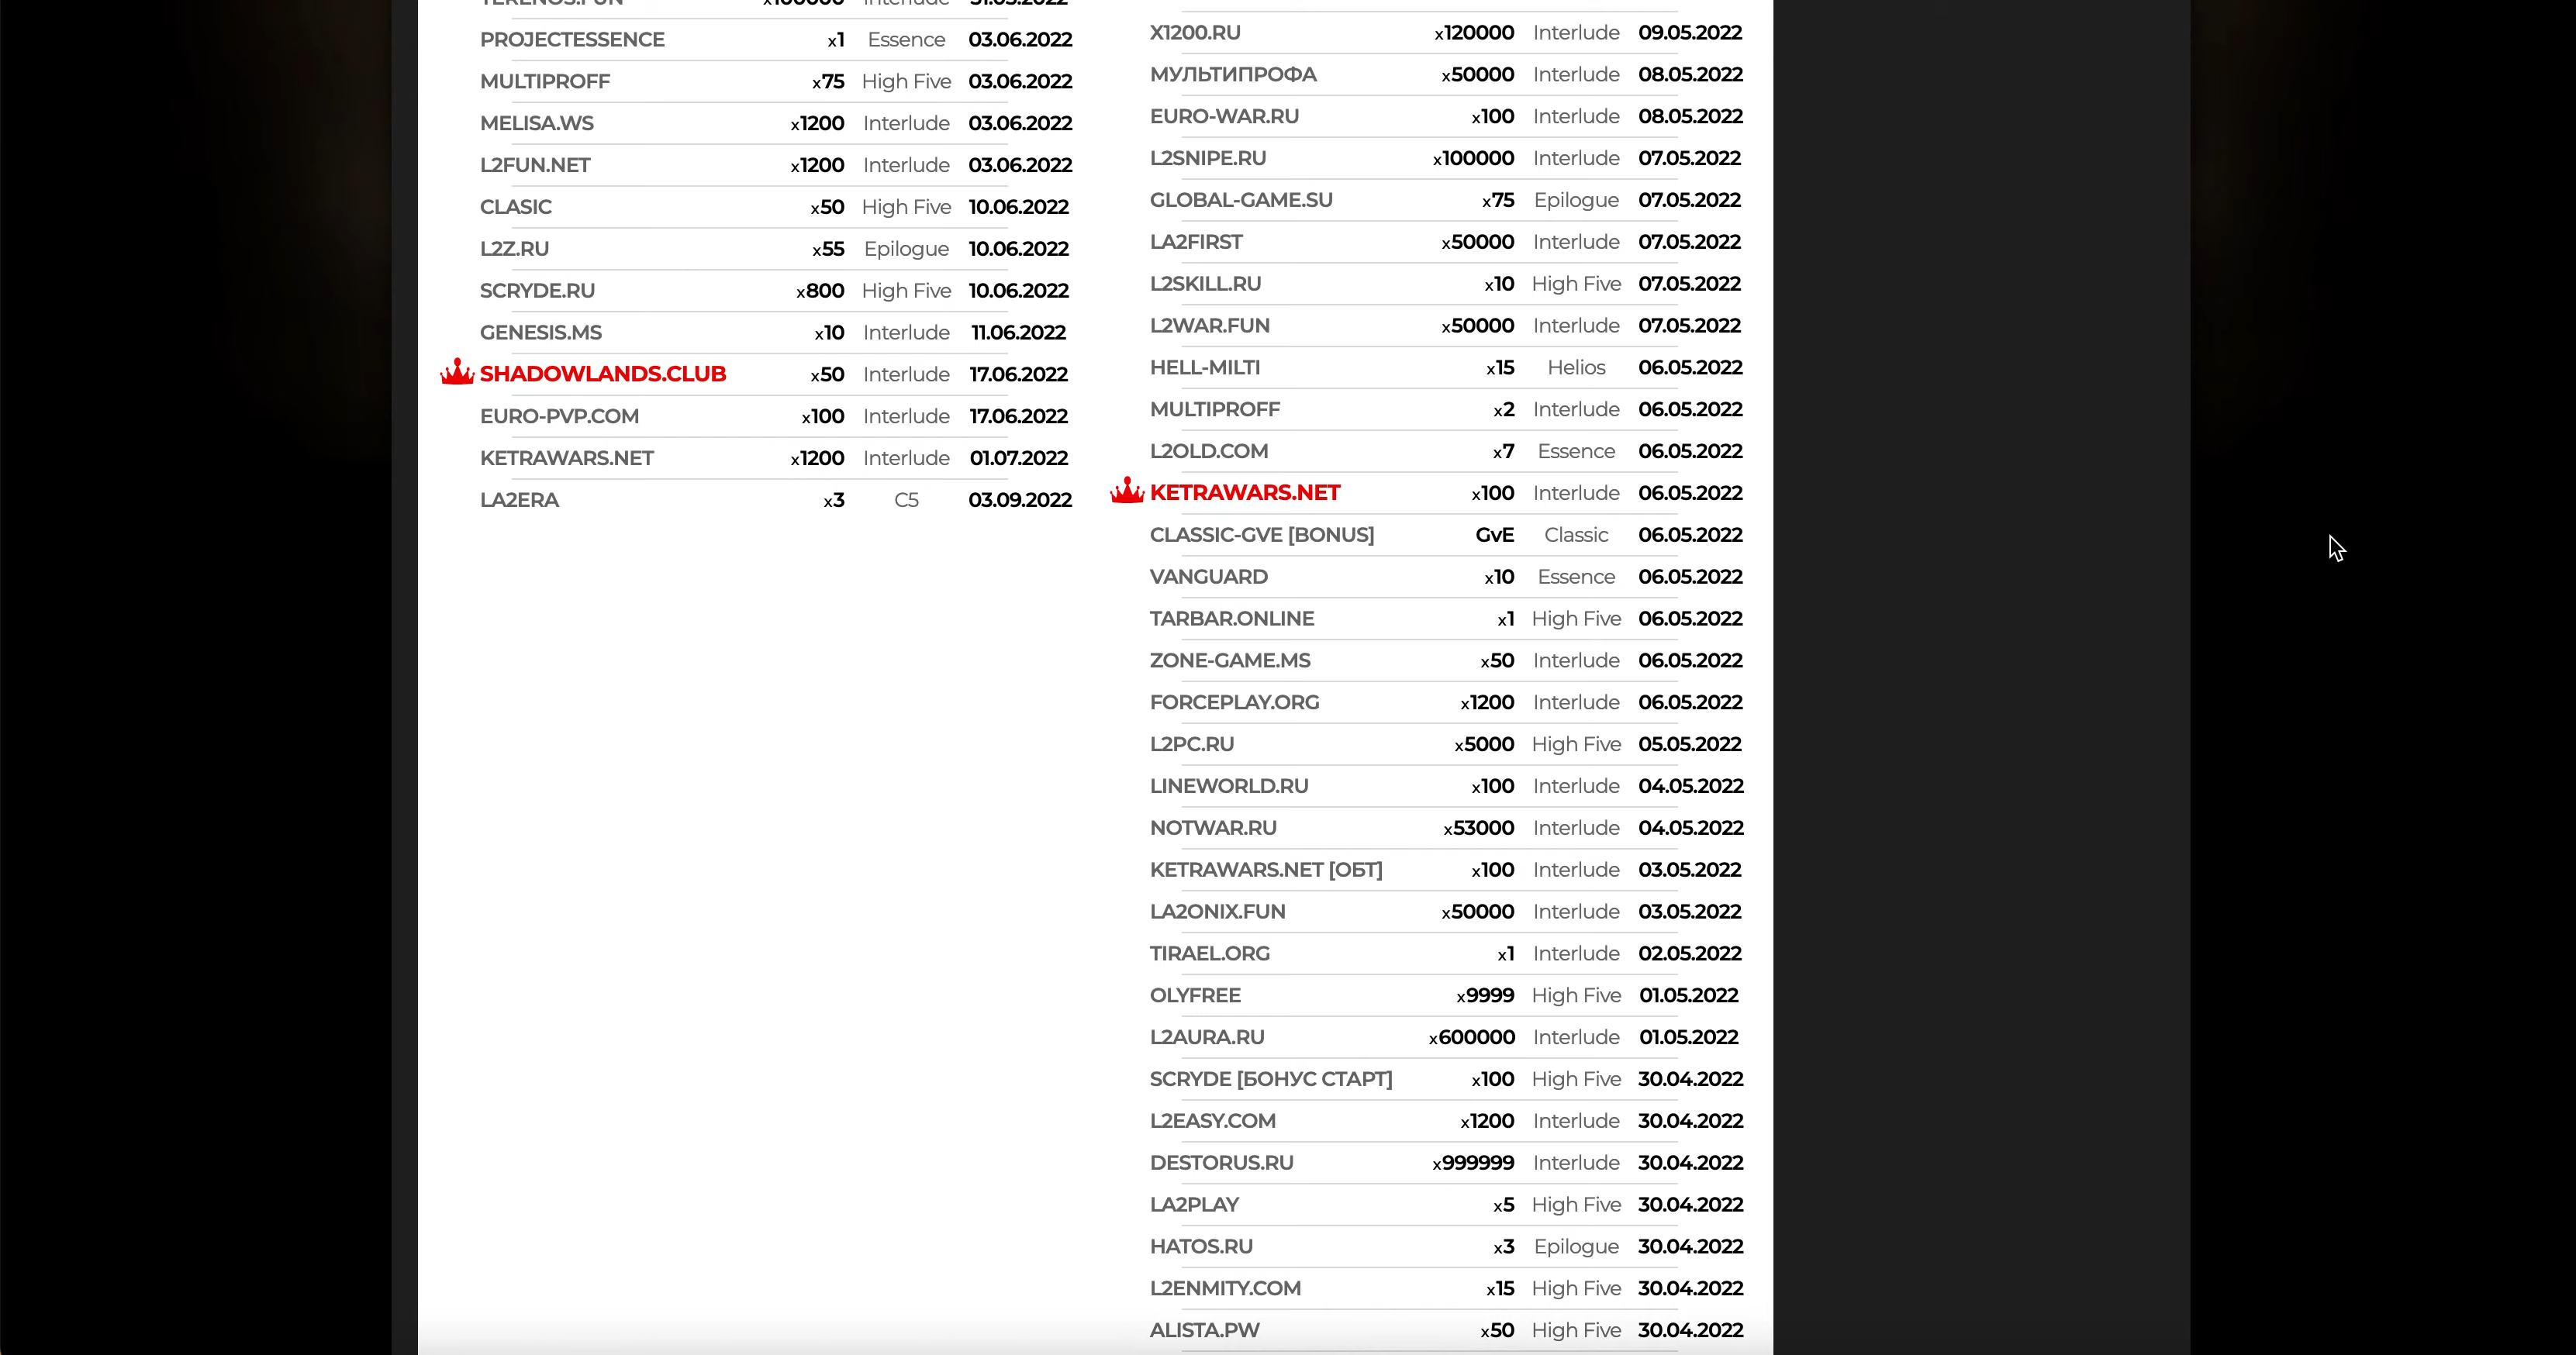 TERENOS.FUN x100000 Interlude 31.05.2022
PROJECTESSENCE x1 Essence 03.06.2022
MULTIPROFF x75 High Five 03.06.2022
MELISA.WS x1200 Interlude 03.06.2022
L2FUN.NET x1200 Interlude 03.06.2022
CLASIC x50 High Five 10.06.2022
L2Z.RU x55 Epilogue 10.06.2022
SCRYDE.RU x800 High Five 10.06.2022
GENESIS.MS x10 Interlude 11.06.2022
SHADOWLANDS.CLUB x50 Interlude 17.06.2022
EURO-PVP.COM x100 Interlude 17.06.2022
KETRAWARS.NET x1200 Interlude 01.07.2022
LA2ERA x3 C5 03.09.2022
X1200.RU x120000 Interlude 09.05.2022
МУЛЬТИПРОФА x50000 Interlude 08.05.2022
EURO-WAR.RU x100 Interlude 08.05.2022
L2SNIPE.RU x100000 Interlude 07.05.2022
GLOBAL-GAME.SU x75 Epilogue 07.05.2022
LA2FIRST x50000 Interlude 07.05.2022
L2SKILL.RU x10 High Five 07.05.2022
L2WAR.FUN x50000 Interlude 07.05.2022
HELL-MILTI x15 Helios 06.05.2022
MULTIPROFF x2 Interlude 06.05.2022
L2OLD.COM x7 Essence 06.05.2022
KETRAWARS.NET x100 Interlude 06.05.2022
CLASSIC-GVE [BONUS] GvE Classic 06.05.2022
VANGUARD x10 Essence 06.05.2022
TARBAR.ONLINE x1 High Five 06.05.2022
ZONE-GAME.MS x50 Interlude 06.05.2022
FORCEPLAY.ORG x1200 Interlude 06.05.2022
L2PC.RU x5000 High Five 05.05.2022
LINEWORLD.RU x100 Interlude 04.05.2022
NOTWAR.RU x53000 Interlude 04.05.2022
KETRAWARS.NET [ОБТ] x100 Interlude 03.05.2022
LA2ONIX.FUN x50000 Interlude 03.05.2022
TIRAEL.ORG x1 Interlude 02.05.2022
OLYFREE x9999 High Five 01.05.2022
L2AURA.RU x600000 Interlude 01.05.2022
SCRYDE [БОНУС СТАРТ] x100 High Five 30.04.2022
L2EASY.COM x1200 Interlude 30.04.2022
DESTORUS.RU x999999 Interlude 30.04.2022
LA2PLAY x5 High Five 30.04.2022
HATOS.RU x3 Epilogue 30.04.2022
L2ENMITY.COM x15 High Five 30.04.2022
ALISTA.PW x50 High Five 30.04.2022